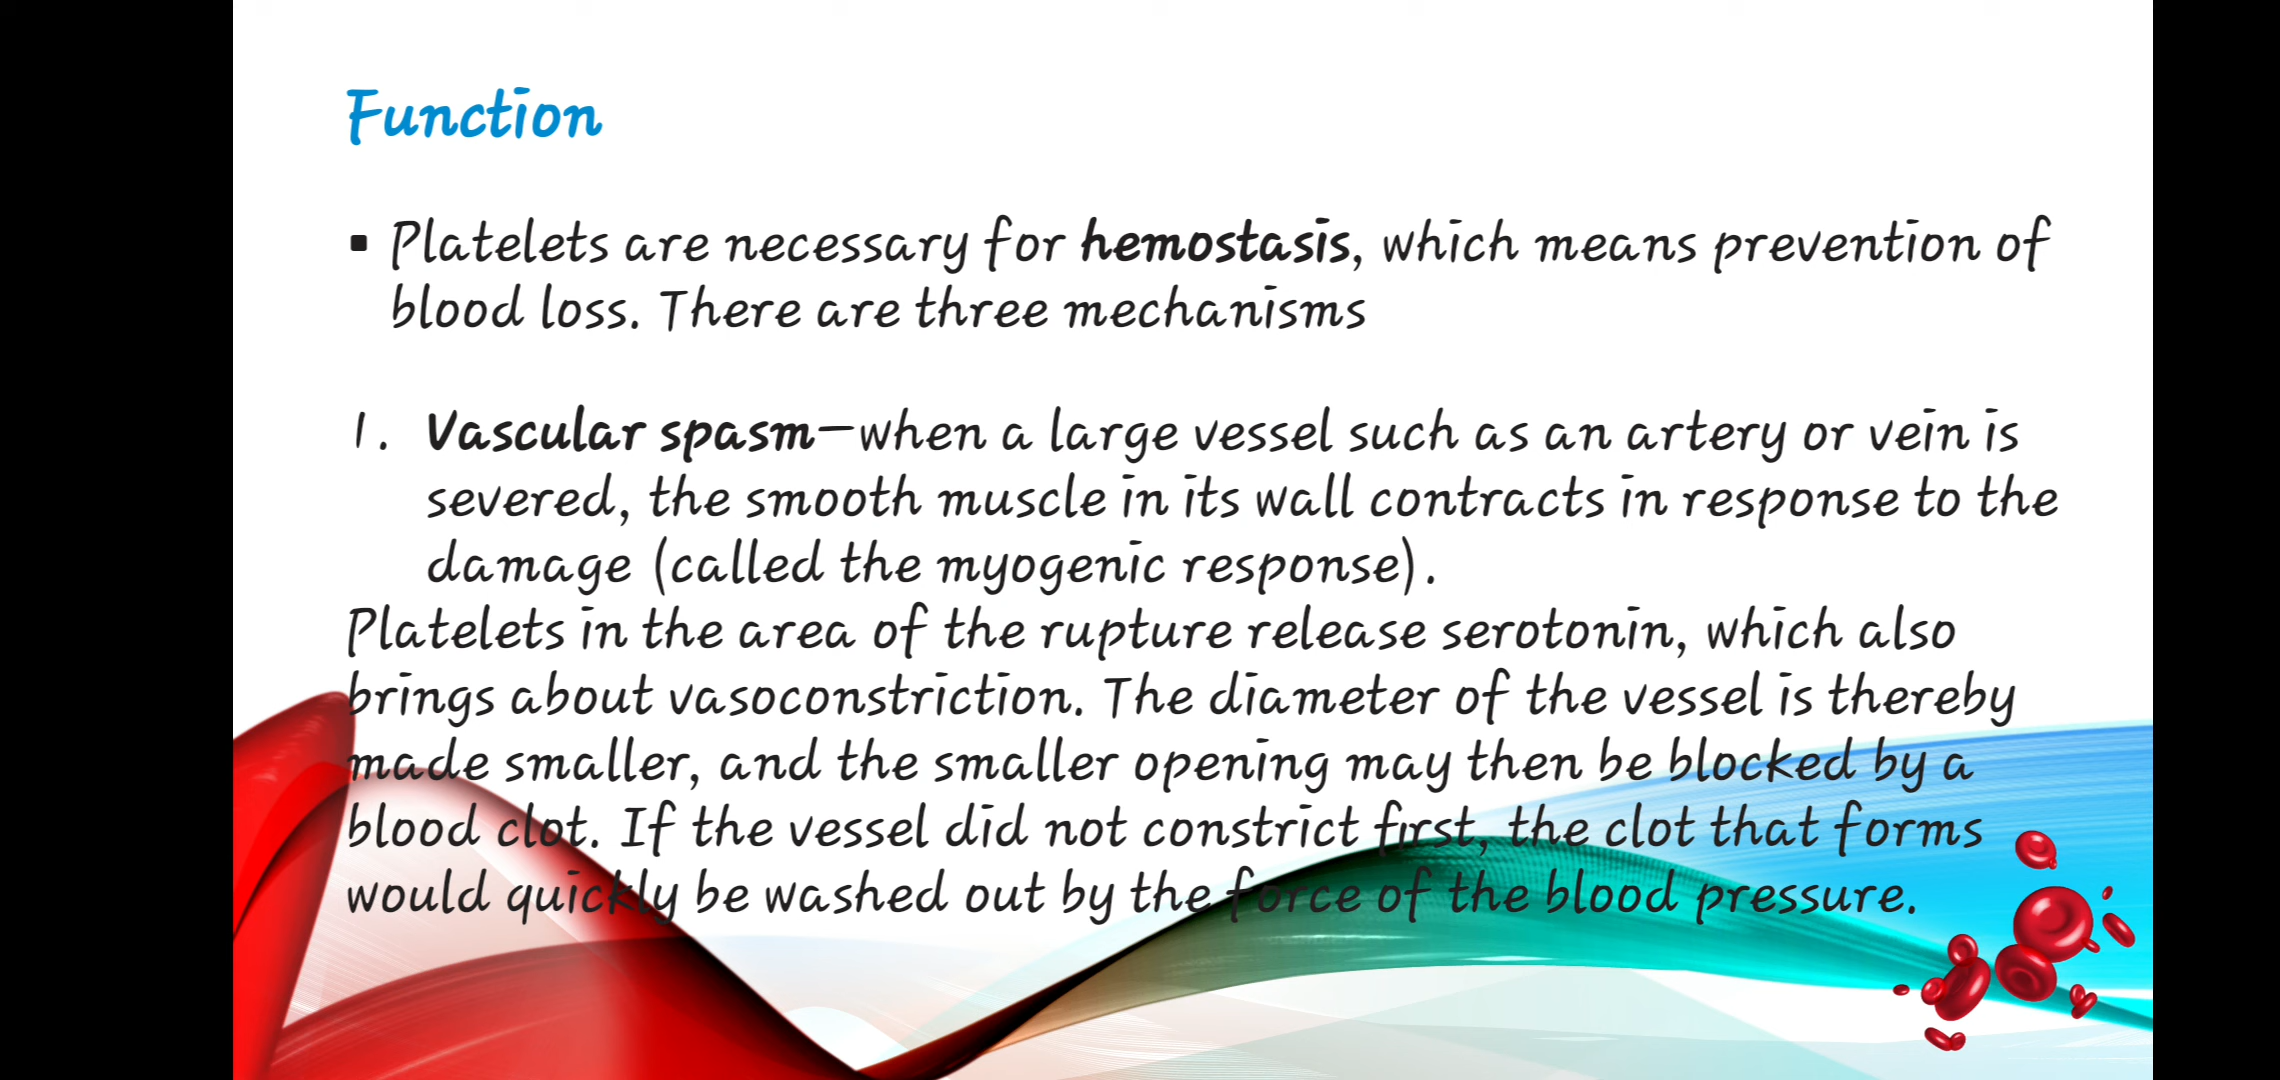 Function
▪ Platelets are necessary for hemostasis, which means prevention of
blood loss. There are three mechanisms
1. Vascular spasm—when a large vessel such as an artery or vein is
severed, the smooth muscle in its wall contracts in response to the
damage (called the myogenic response).
Platelets in the area of the rupture release serotonin, which also
brings about vasoconstriction. The diameter of the vessel is thereby
made smaller, and the smaller opening may then be blocked by a
blood clot. If the vessel did not constrict first, the clot that forms
would quickly be washed out by the force of the blood pressure.